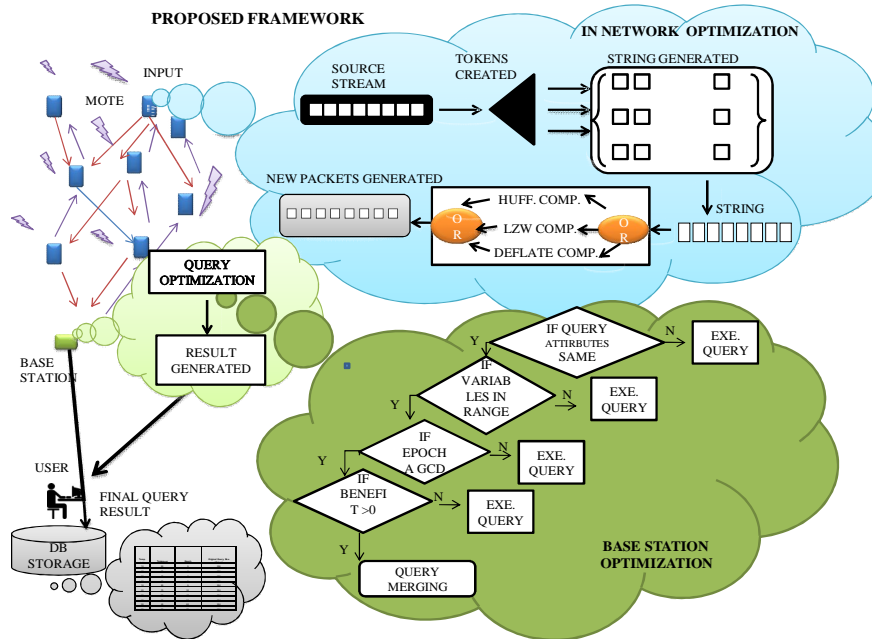 PROPOSED FRAMEWORK
IN NETWORK OPTIMIZATION
INPUT
MOTE
SOURCE
STREAM
TOKENS
CREATED
STRING GENERATED
NEW PACKETS GENERATED
HUFF. COMP.
LZW COMP.
DEFLATE COMP.
O
R
O
R
STRING
QUERY
OPTIMIZATION
RESULT
GENERATED
BASE
STATION
USER
FINAL QUERY
RESULT
DB
STORAGE
IF QUERY
ATTIRBUTES
SAME
N
EXE.
QUERY
Y
IF
VARIAB
LES IN
RANGE
N
EXE.
QUERY
Y
IF
EPOCH
A GCD
N
EXE.
QUERY
Y
IF
BENEFI
T >0
N
EXE.
QUERY
Y
QUERY
MERGING
BASE STATION
OPTIMIZATION